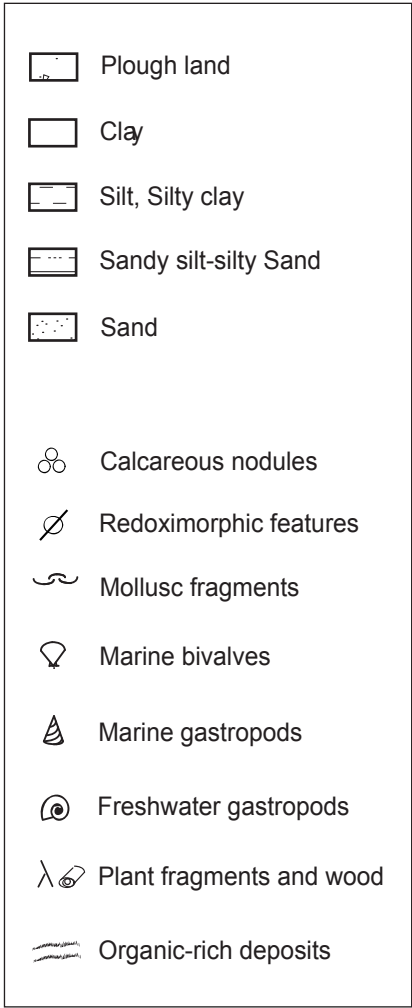 Plough land
Clay
Silt, Silty clay
Sandy silt-silty Sand
Sand
Calcareous nodules
Redoximorphic features
Mollusc fragments
Marine bivalves
Marine gastropods
Freshwater gastropods
Plant fragments and wood
Organic-rich deposits